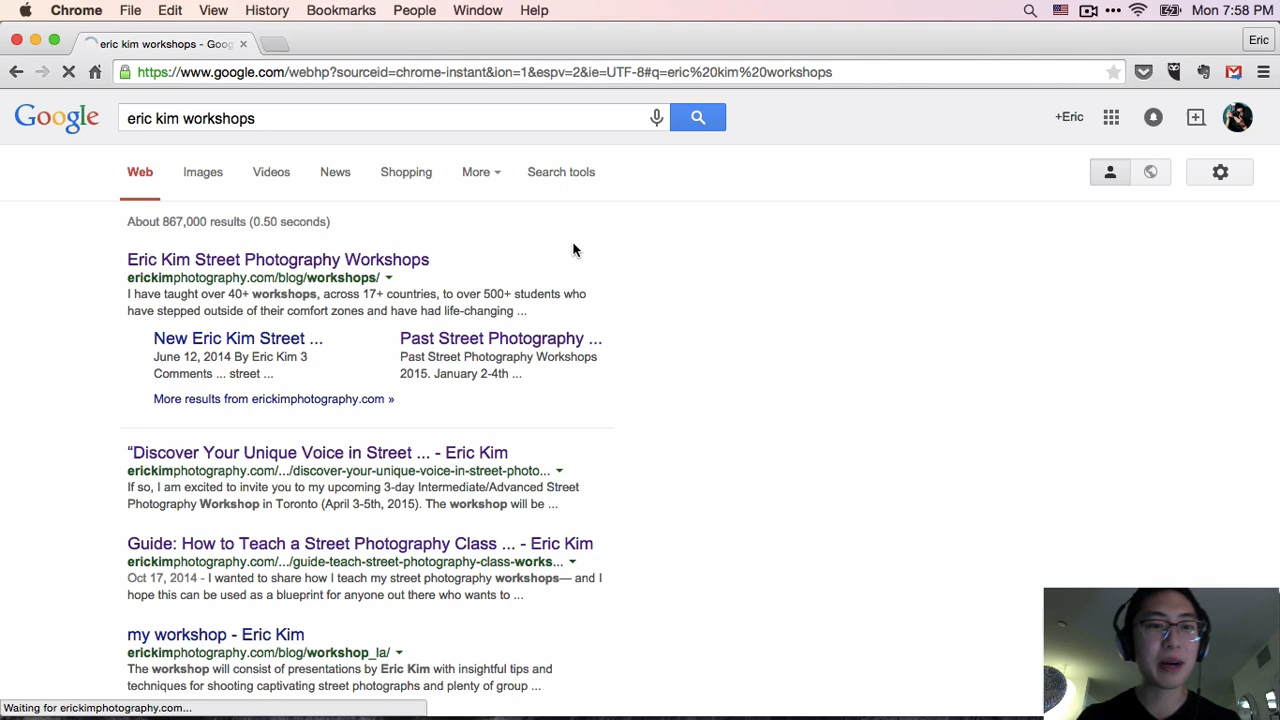 Chrome File Edit View History Bookmarks People Window Help Mon 7:58 PM
eric kim workshops - Goog Eric
https://www.google.com/webhp?sourceid=chrome-instant&ion=1&espv=2&ie=UTF-8#q=eric%20kim%20workshops
Google eric kim workshops +Eric
Web Images Videos News Shopping More Search tools
About 867,000 results (0.50 seconds)
Eric Kim Street Photography Workshops
erickimphotography.com/blog/workshops/
I have taught over 40+ workshops, across 17+ countries, to over 500+ students who
have stepped outside of their comfort zones and have had life-changing ...
New Eric Kim Street ... Past Street Photography ...
June 12, 2014 By Eric Kim 3 Past Street Photography Workshops
Comments ... street ... 2015. January 2-4th ...
More results from erickimphotography.com »
“Discover Your Unique Voice in Street ... - Eric Kim
erickimphotography.com/.../discover-your-unique-voice-in-street-photo...
If so, I am excited to invite you to my upcoming 3-day Intermediate/Advanced Street
Photography Workshop in Toronto (April 3-5th, 2015). The workshop will be ...
Guide: How to Teach a Street Photography Class ... - Eric Kim
erickimphotography.com/.../guide-teach-street-photography-class-works...
Oct 17, 2014 - I wanted to share how I teach my street photography workshops— and I
hope this can be used as a blueprint for anyone out there who wants to ...
my workshop - Eric Kim
erickimphotography.com/blog/workshop_la/
The workshop will consist of presentations by Eric Kim with insightful tips and
techniques for shooting captivating street photographs and plenty of group ...
Waiting for erickimphotography.com...